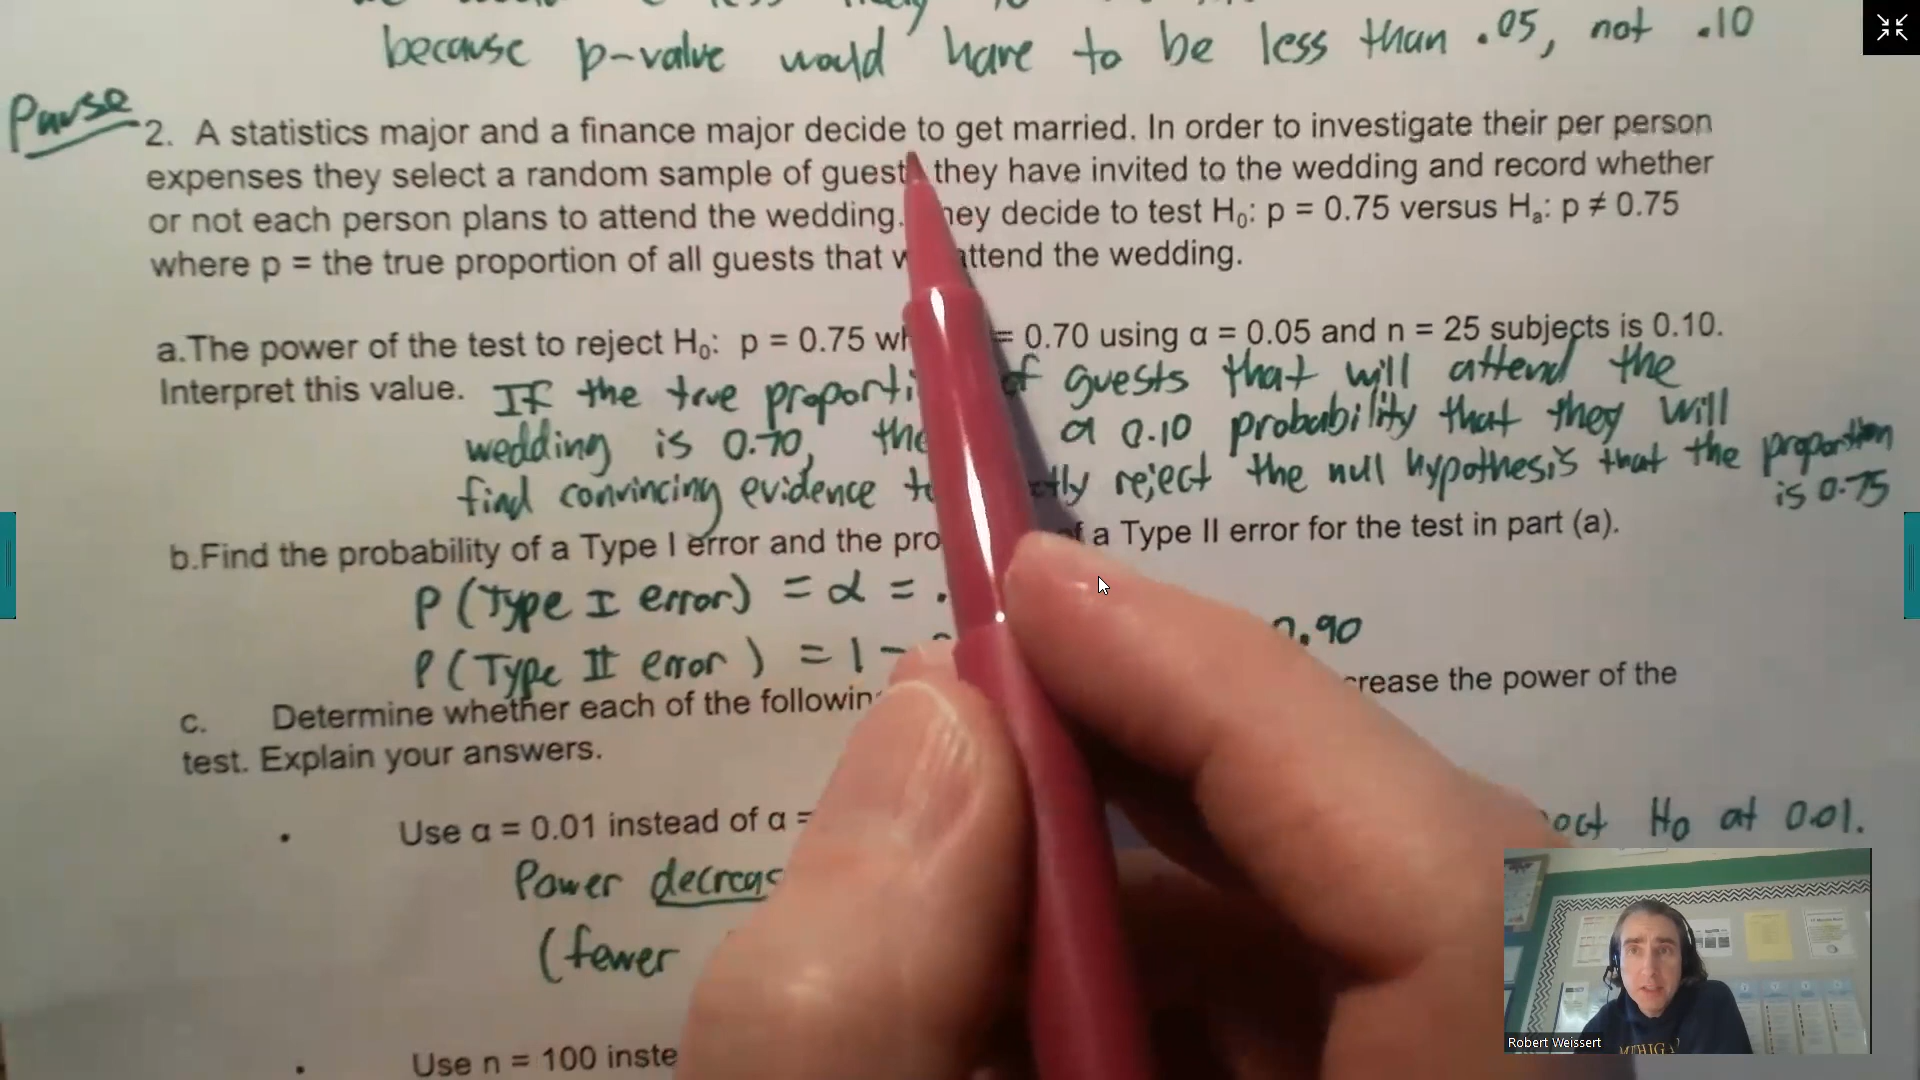 because p-value would have to be less than .05, not .10
Pause
2. A statistics major and a finance major decide to get married. In order to investigate their per person
expenses they select a random sample of guest they have invited to the wedding and record whether
or not each person plans to attend the wedding. hey decide to test H₀: p = 0.75 versus Hₐ: p ≠ 0.75
where p = the true proportion of all guests that w attend the wedding.
a.The power of the test to reject H₀: p = 0.75 wh = 0.70 using α = 0.05 and n = 25 subjects is 0.10.
Interpret this value. If the true proporti of guests that will attend the
wedding is 0.70, the a 0.10 probability that they will
find convincing evidence to ctly reject the null hypothesis that the proportion
is 0.75
b.Find the probability of a Type I error and the pro of a Type II error for the test in part (a).
P(Type I error) = α = .
P(Type II error) = 1 -
0.90
c. Determine whether each of the followin crease the power of the
test. Explain your answers.
Use α = 0.01 instead of α =
H₀ at 0.01.
Power decreas
(fewer
Use n = 100 inste
Robert Weissert